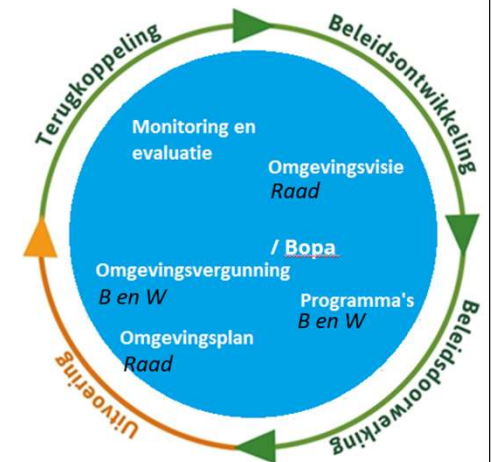 Terugkoppeling
Beleidsontwikkeling
Monitoring en
evaluatie
Omgevingsvisie
Raad
/ Bopa
Omgevingsvergunning
B en W
Programma's
B en W
Omgevingsplan
Raad
Uitvoering
Beleidsdoorwerking